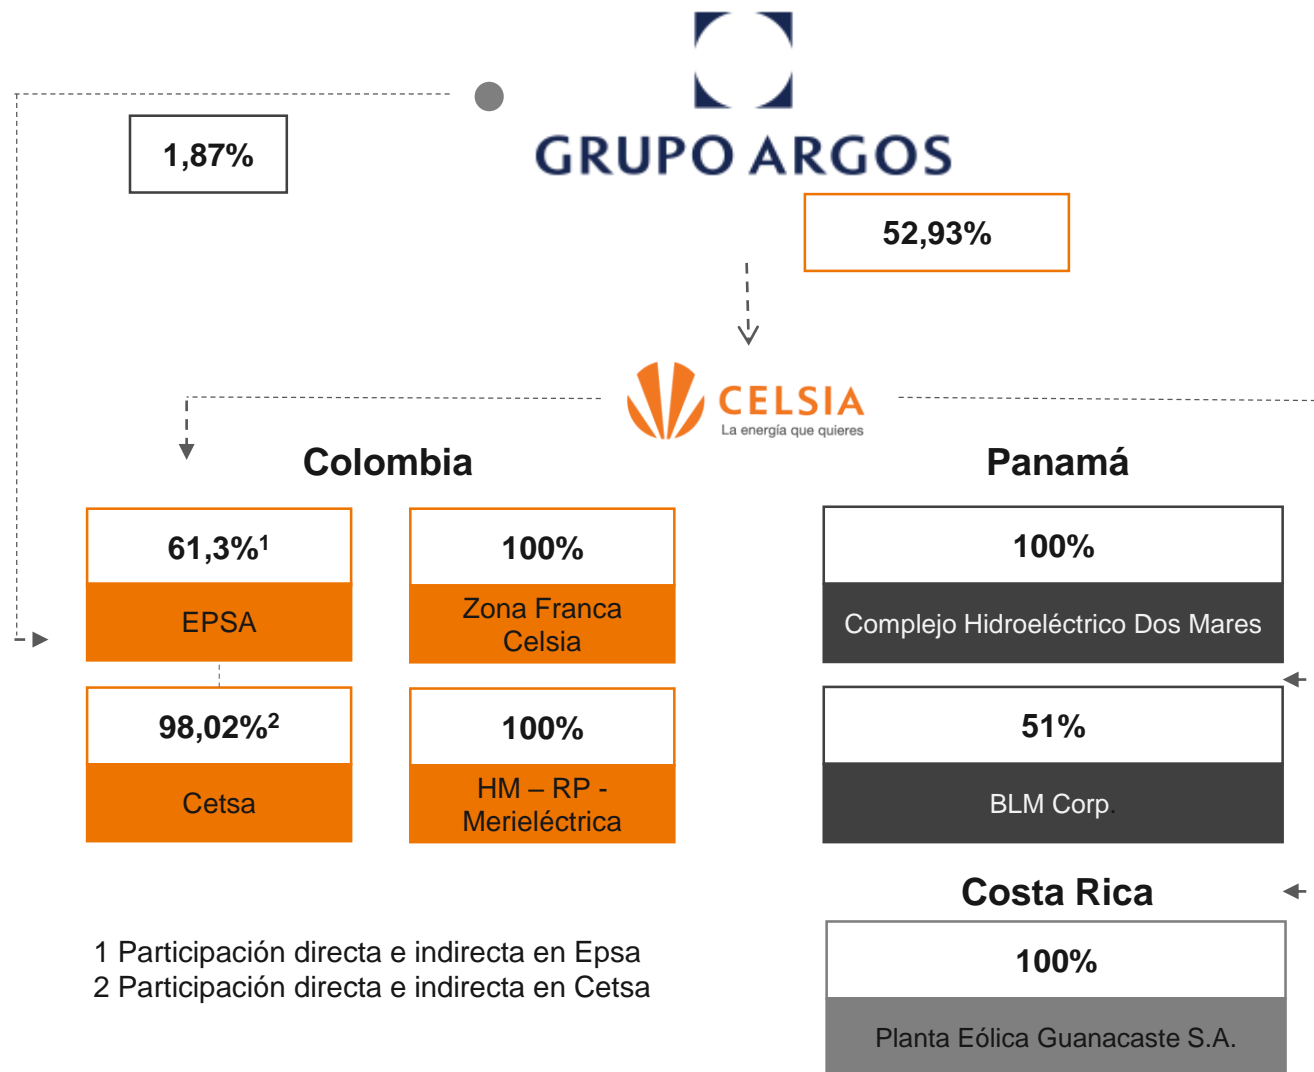 GRUPO ARGOS
1,87%
52,93%
CELSIA
La energía que quieres
Colombia
Panamá
61,3%¹
EPSA
100%
Zona Franca
Celsia
100%
Complejo Hidroeléctrico Dos Mares
98,02%²
Cetsa
100%
HM – RP -
Merieléctrica
51%
BLM Corp.
Costa Rica
100%
Planta Eólica Guanacaste S.A.
1 Participación directa e indirecta en Epsa
2 Participación directa e indirecta en Cetsa